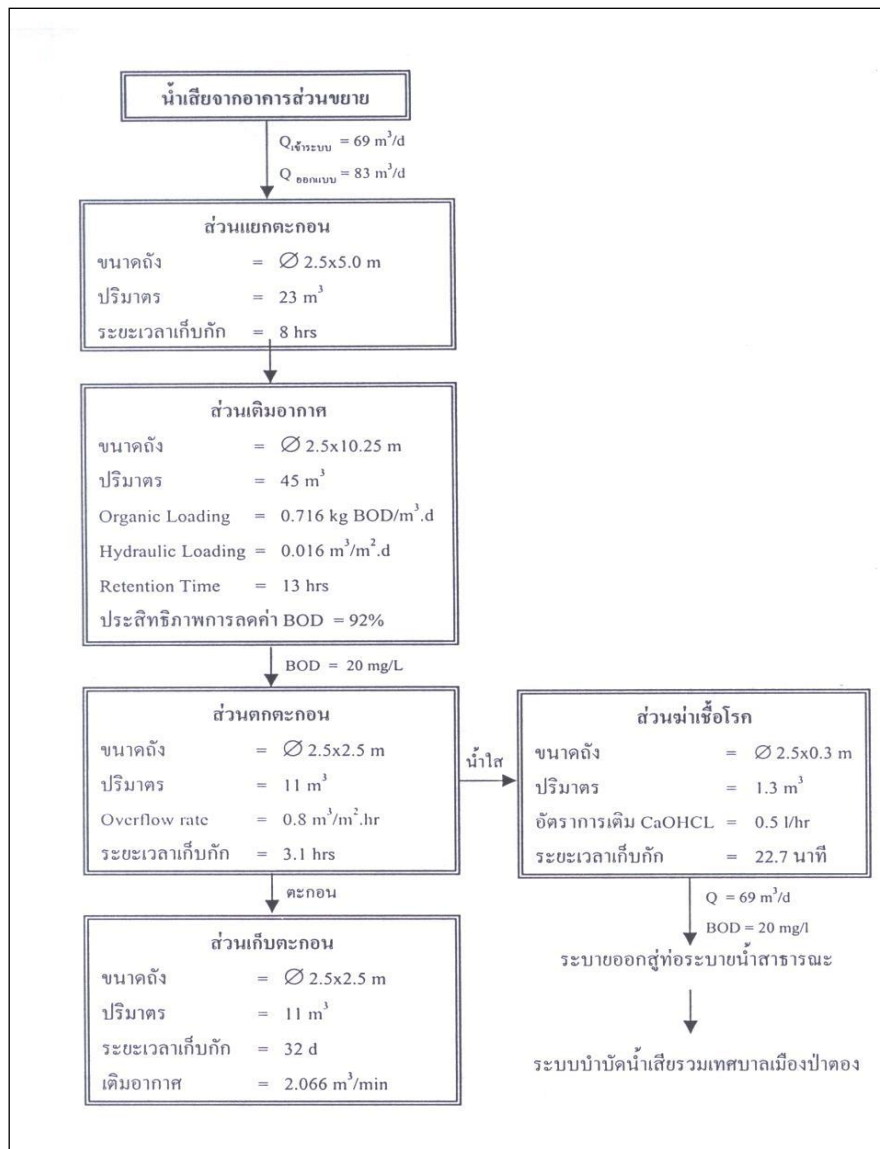 น้ำเสียจากอาคารส่วนขยาย
Qเข้าระบบ = 69 m³/d
Q ออกแบบ = 83 m³/d
ส่วนแยกตะกอน
ขนาดถัง = ∅ 2.5x5.0 m
ปริมาตร = 23 m³
ระยะเวลาเก็บกัก = 8 hrs
ส่วนเติมอากาศ
ขนาดถัง = ∅ 2.5x10.25 m
ปริมาตร = 45 m³
Organic Loading = 0.716 kg BOD/m³.d
Hydraulic Loading = 0.016 m³/m².d
Retention Time = 13 hrs
ประสิทธิภาพการลดค่า BOD = 92%
BOD = 20 mg/L
ส่วนตกตะกอน
ขนาดถัง = ∅ 2.5x2.5 m
ปริมาตร = 11 m³
Overflow rate = 0.8 m³/m².hr
ระยะเวลาเก็บกัก = 3.1 hrs
น้ำใส
ส่วนฆ่าเชื้อโรค
ขนาดถัง = ∅ 2.5x0.3 m
ปริมาตร = 1.3 m³
อัตราการเติม CaOHCL = 0.5 l/hr
ระยะเวลาเก็บกัก = 22.7 นาที
ตะกอน
ส่วนเก็บตะกอน
ขนาดถัง = ∅ 2.5x2.5 m
ปริมาตร = 11 m³
ระยะเวลาเก็บกัก = 32 d
เติมอากาศ = 2.066 m³/min
Q = 69 m³/d
BOD = 20 mg/l
ระบายออกสู่ท่อระบายน้ำสาธารณะ
ระบบบำบัดน้ำเสียรวมเทศบาลเมืองป่าตอง